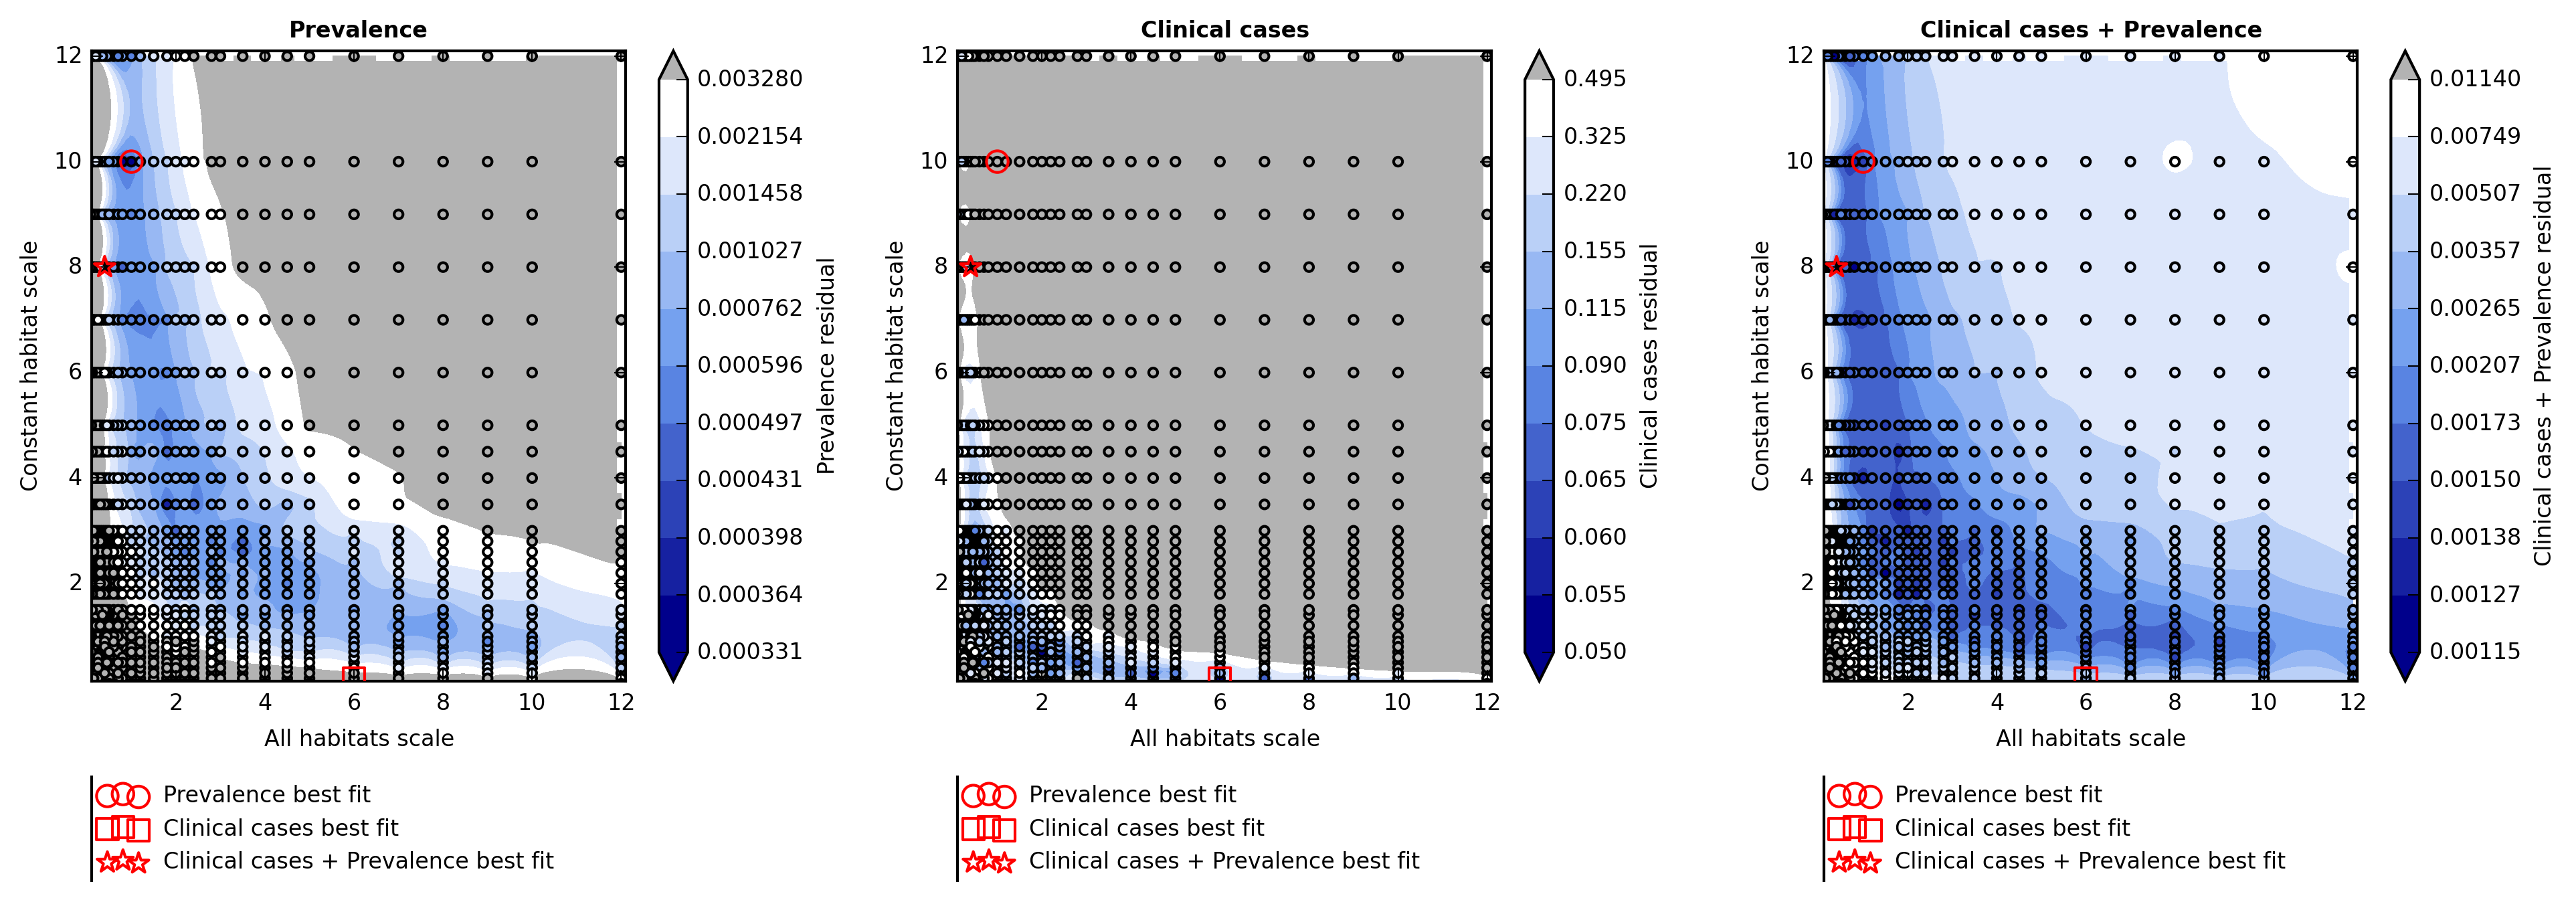 Prevalence
Clinical cases
Clinical cases + Prevalence
12
10
8
6
4
2
Constant habitat scale
2 4 6 8 10 12
All habitats scale
0.003280
0.002154
0.001458
0.001027
0.000762
0.000596
0.000497
0.000431
0.000398
0.000364
0.000331
Prevalence residual
12
10
8
6
4
2
Constant habitat scale
2 4 6 8 10 12
All habitats scale
0.495
0.325
0.220
0.155
0.115
0.090
0.075
0.065
0.060
0.055
0.050
Clinical cases residual
12
10
8
6
4
2
Constant habitat scale
2 4 6 8 10 12
All habitats scale
0.01140
0.00749
0.00507
0.00357
0.00265
0.00207
0.00173
0.00150
0.00138
0.00127
0.00115
Clinical cases + Prevalence residual
Prevalence best fit
Clinical cases best fit
Clinical cases + Prevalence best fit
Prevalence best fit
Clinical cases best fit
Clinical cases + Prevalence best fit
Prevalence best fit
Clinical cases best fit
Clinical cases + Prevalence best fit